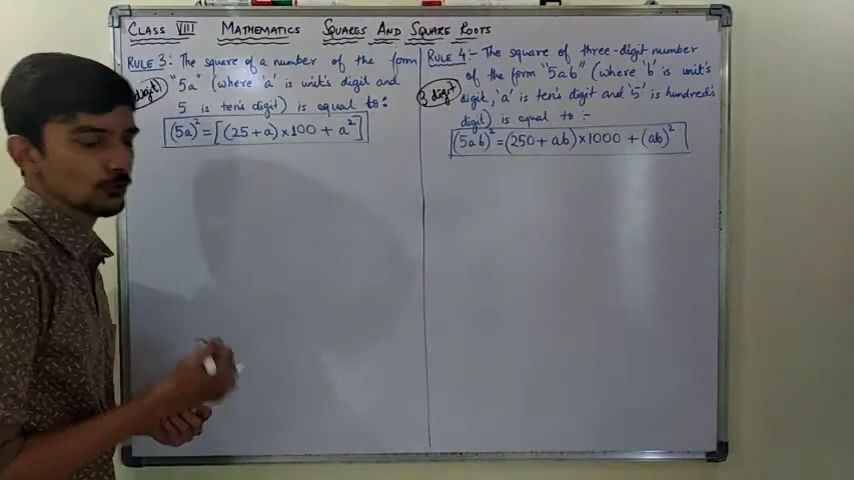 CLASS VIII MATHEMATICS SQUARES AND SQUARE ROOTS
RULE 3: The square of a number of the form
"5a" (where 'a' is unit's digit and
5 is ten's digit) is equal to:
(5a)² = [(25+a)×100 + a²]
RULE 4:- The square of three-digit number
of the form "5ab" (where 'b' is unit's
3 digit digit, 'a' is ten's digit and '5' is hundred's
digit) is equal to :-
(5ab)² = (250+ab)×1000 + (ab)²